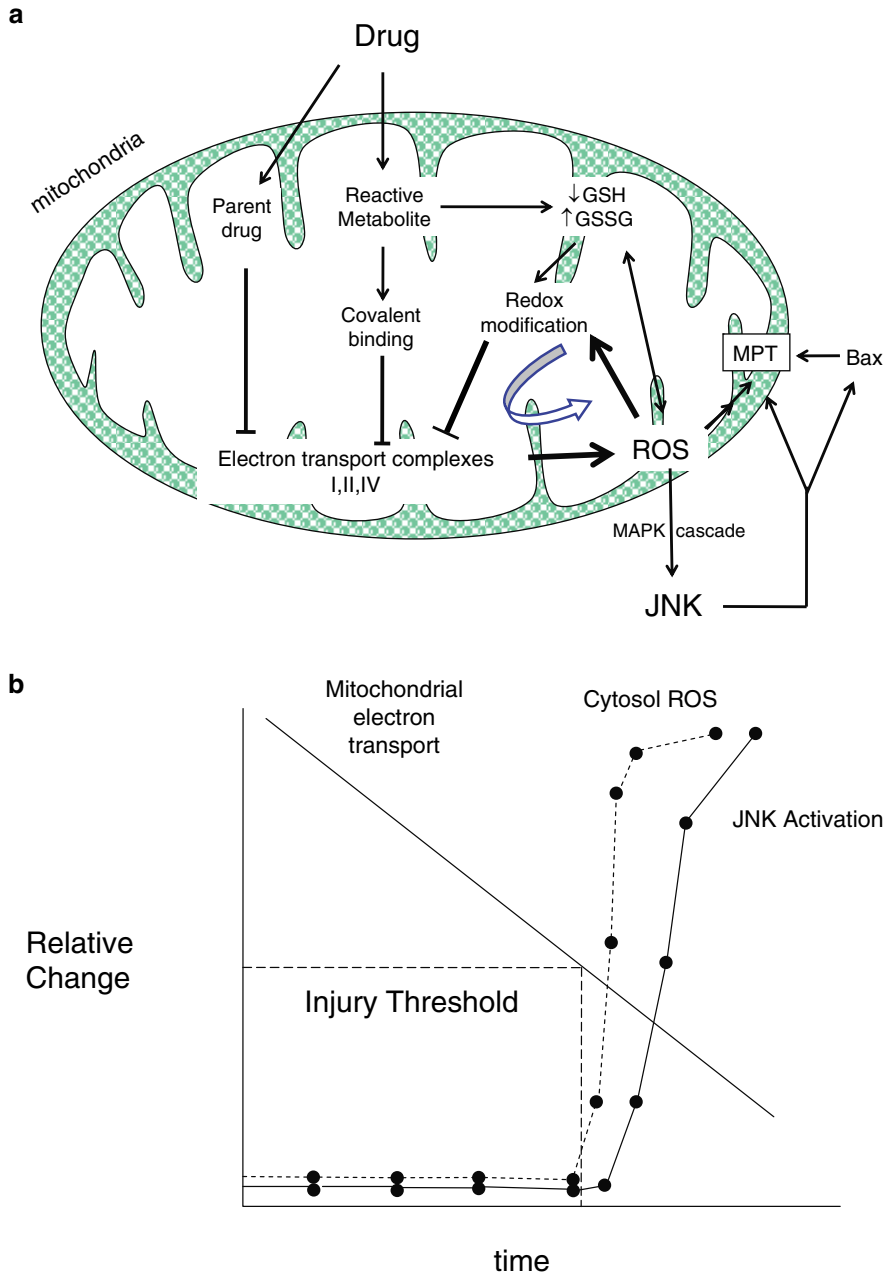 a
Drug
mitochondria
Parent
drug
Reactive
Metabolite
↓GSH
↑GSSG
Covalent
binding
Redox
modification
MPT
Bax
Electron transport complexes
I,II,IV
ROS
MAPK cascade
JNK
b
Mitochondrial
electron
transport
Cytosol ROS
JNK Activation
Relative
Change
Injury Threshold
time